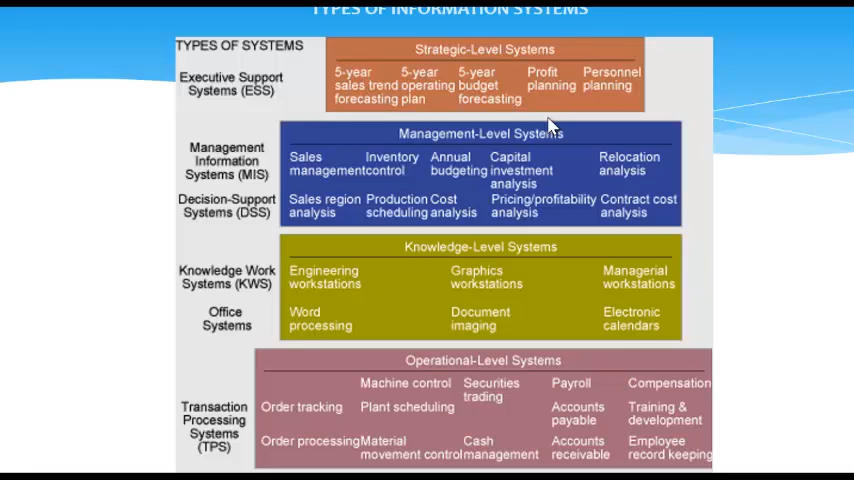 TYPES OF INFORMATION SYSTEMS
TYPES OF SYSTEMS
Strategic-Level Systems
Executive Support
Systems (ESS)
5-year
sales trend
forecasting
5-year
operating
plan
5-year
budget
forecasting
Profit
planning
Personnel
planning
Management-Level Systems
Management
Information
Systems (MIS)
Sales
management
Inventory
control
Annual
budgeting
Capital
investment
analysis
Relocation
analysis
Decision-Support
Systems (DSS)
Sales region
analysis
Production
scheduling
Cost
analysis
Pricing/profitability
analysis
Contract cost
analysis
Knowledge-Level Systems
Knowledge Work
Systems (KWS)
Engineering
workstations
Graphics
workstations
Managerial
workstations
Office
Systems
Word
processing
Document
imaging
Electronic
calendars
Operational-Level Systems
Transaction
Processing
Systems
(TPS)
Machine control
Securities
trading
Payroll
Compensation
Order tracking
Plant scheduling
Accounts
payable
Training &
development
Order processing
Material
movement control
Cash
management
Accounts
receivable
Employee
record keeping